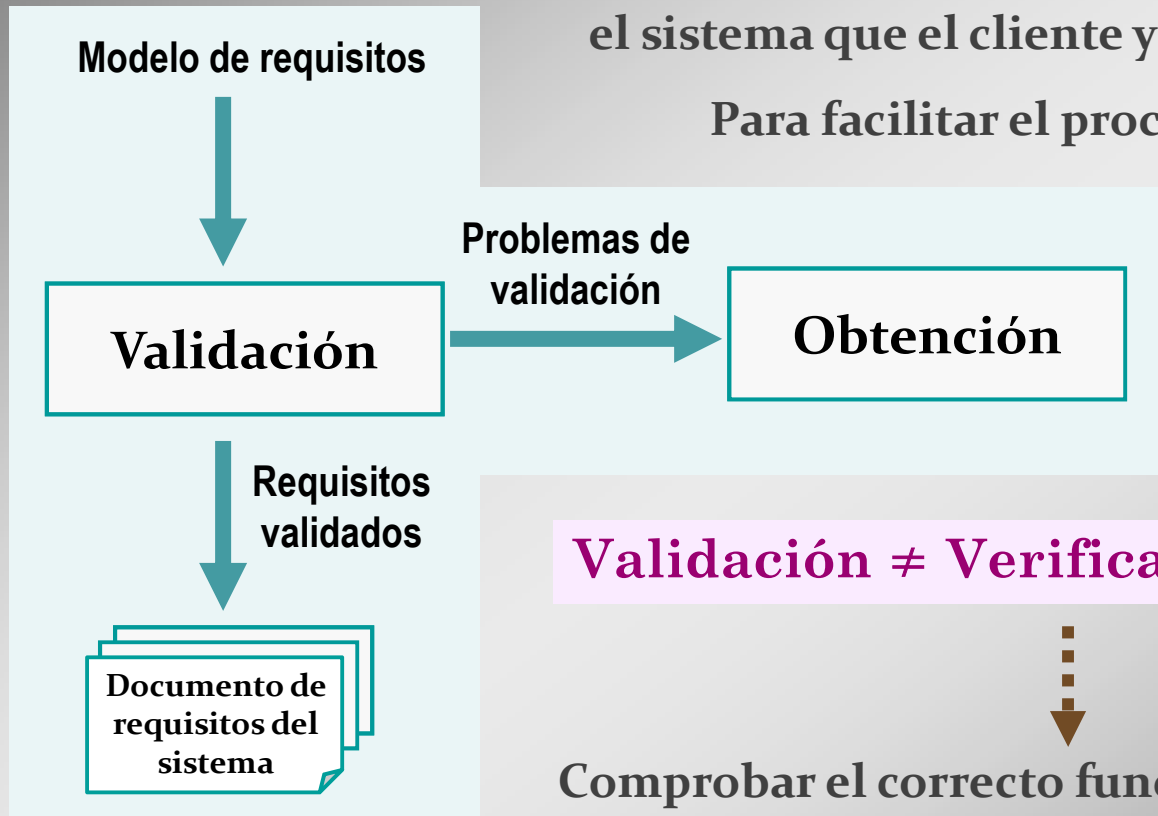 el sistema que el cliente y
Modelo de requisitos
Para facilitar el proc
Problemas de
validación
Validación
Obtención
Requisitos
validados
Validación ≠ Verifica
Documento de
requisitos del
sistema
Comprobar el correcto fun